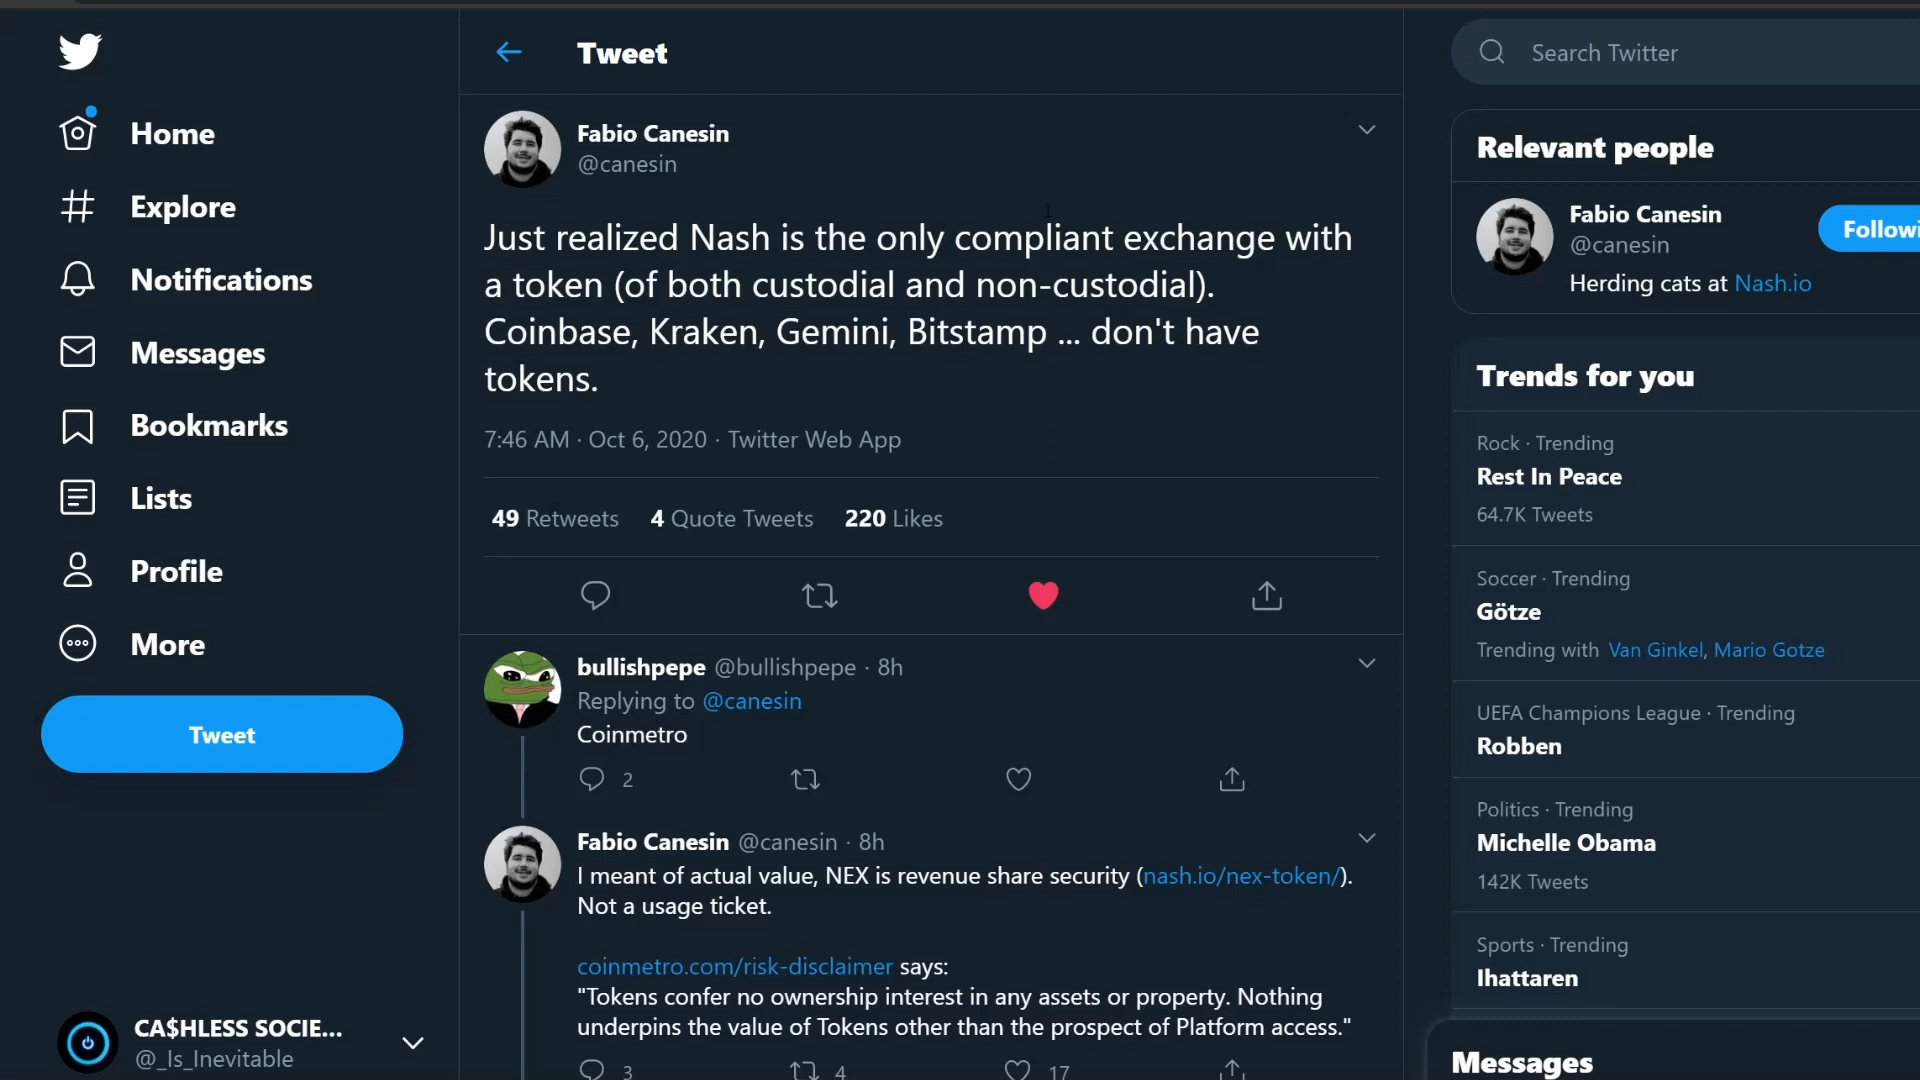 Tweet
Search Twitter
Home
Explore
Notifications
Messages
Bookmarks
Lists
Profile
More
Tweet
CA$HLESS SOCIE...
@_Is_Inevitable
Fabio Canesin
@canesin
Just realized Nash is the only compliant exchange with
a token (of both custodial and non-custodial).
Coinbase, Kraken, Gemini, Bitstamp ... don't have
tokens.
7:46 AM · Oct 6, 2020 · Twitter Web App
49 Retweets 4 Quote Tweets 220 Likes
bullishpepe @bullishpepe · 8h
Replying to @canesin
Coinmetro
2
Fabio Canesin @canesin · 8h
I meant of actual value, NEX is revenue share security (nash.io/nex-token/).
Not a usage ticket.
coinmetro.com/risk-disclaimer says:
"Tokens confer no ownership interest in any assets or property. Nothing
underpins the value of Tokens other than the prospect of Platform access."
3 4 17
Relevant people
Fabio Canesin
@canesin
Followi
Herding cats at Nash.io
Trends for you
Rock · Trending
Rest In Peace
64.7K Tweets
Soccer · Trending
Götze
Trending with Van Ginkel, Mario Gotze
UEFA Champions League · Trending
Robben
Politics · Trending
Michelle Obama
142K Tweets
Sports · Trending
Ihattaren
Messages